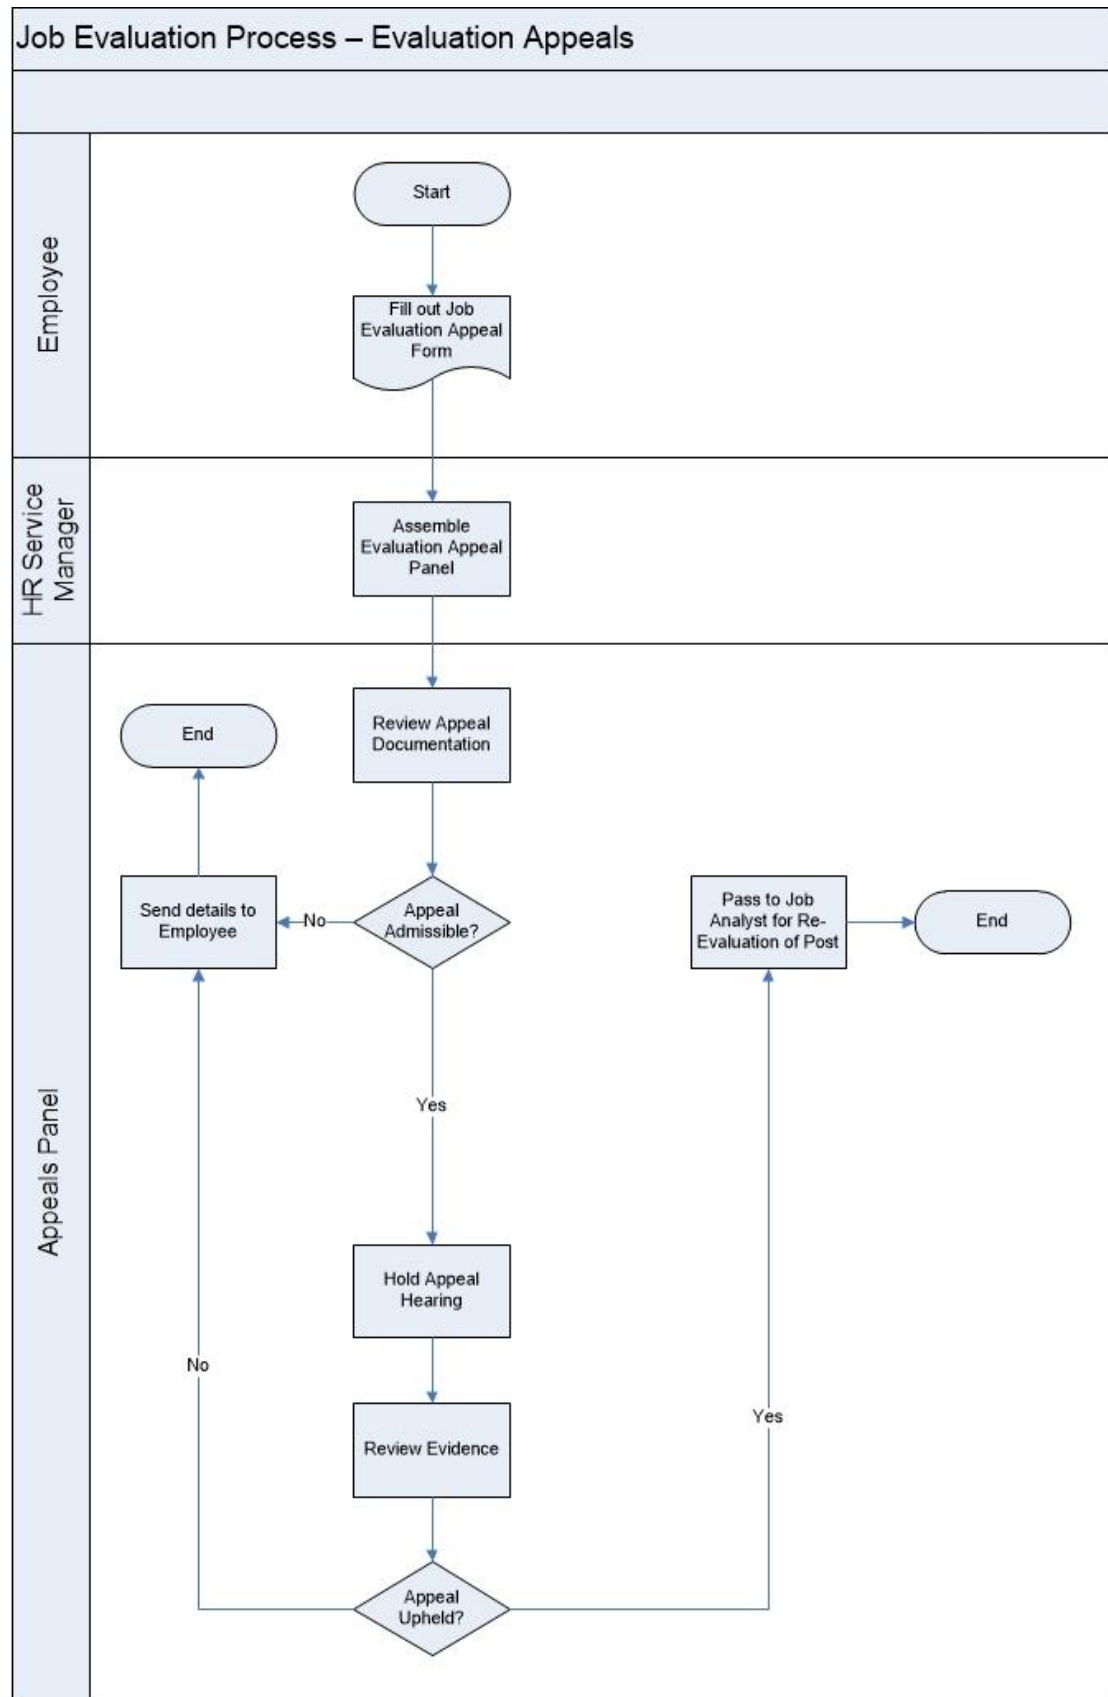 Job Evaluation Process – Evaluation Appeals
Employee
Start
Fill out Job
Evaluation Appeal
Form
HR Service
Manager
Assemble
Evaluation Appeal
Panel
Appeals Panel
Review Appeal
Documentation
End
Send details to
Employee
No
Appeal
Admissible?
Pass to Job
Analyst for Re-
Evaluation of Post
End
Yes
Hold Appeal
Hearing
No
Review Evidence
Yes
Appeal
Upheld?